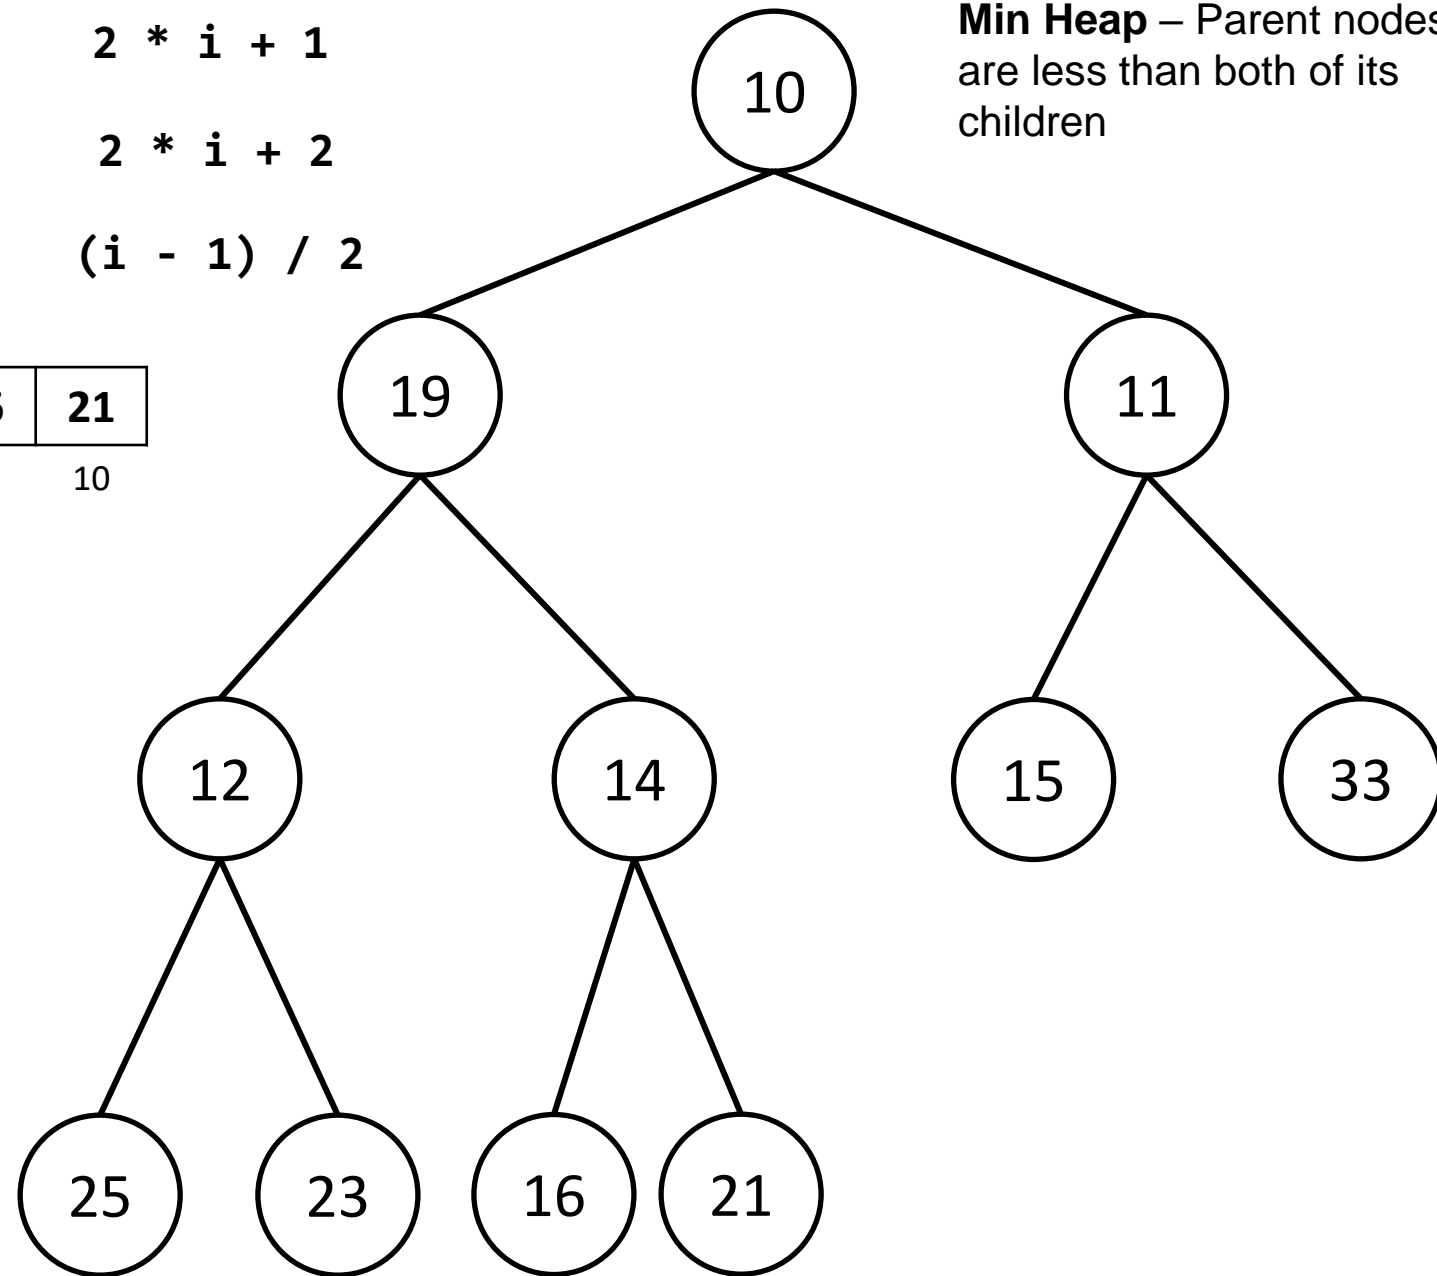 2 * i + 1
2 * i + 2
(i - 1) / 2
Min Heap – Parent nodes
are less than both of its
children
10
21
10
19
11
12
14
15
33
25
23
16
21